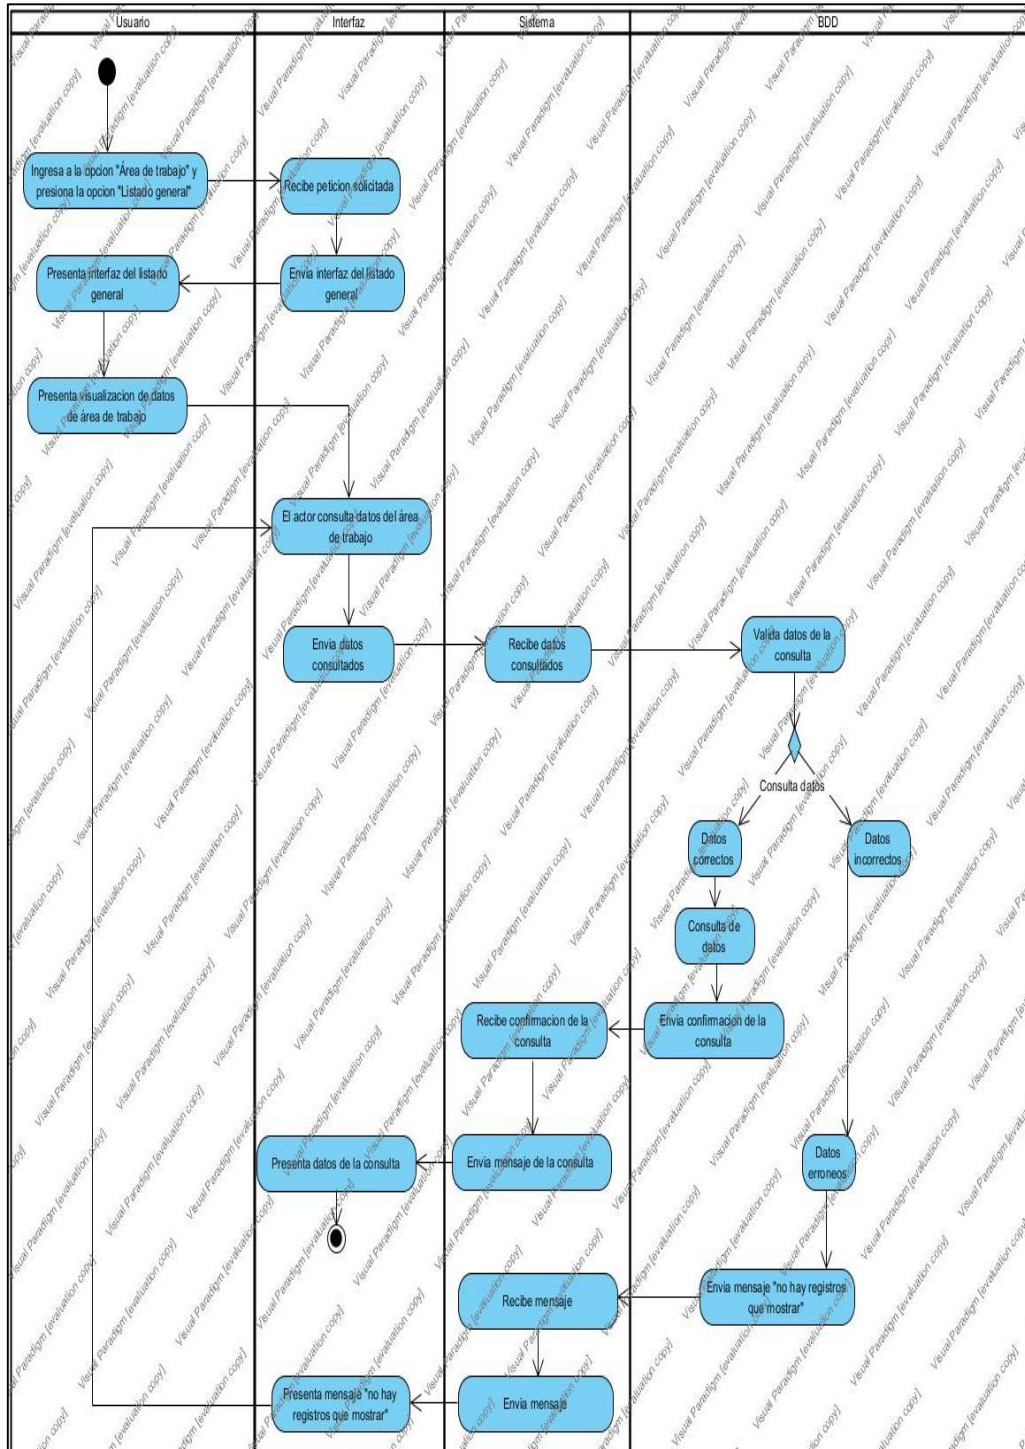 Usuario
Interfaz
Sistema
BDD
Ingresa a la opcion "Área de trabajo" y
presiona la opcion "Listado general"
Recibe peticion solicitada
Presenta interfaz del listado
general
Envia interfaz del listado
general
Presenta visualizacion de datos
de área de trabajo
El actor consulta datos del área
de trabajo
Envia datos
consultados
Recibe datos
consultados
Valida datos de la
consulta
Consulta datos
Datos
correctos
Datos
incorrectos
Consulta de
datos
Recibe confirmacion de la
consulta
Envia confirmacion de la
consulta
Presenta datos de la consulta
Envia mensaje de la consulta
Datos
erroneos
Recibe mensaje
Envia mensaje "no hay registros
que mostrar"
Presenta mensaje "no hay
registros que mostrar"
Envia mensaje
Visual Paradigm [evaluation copy]